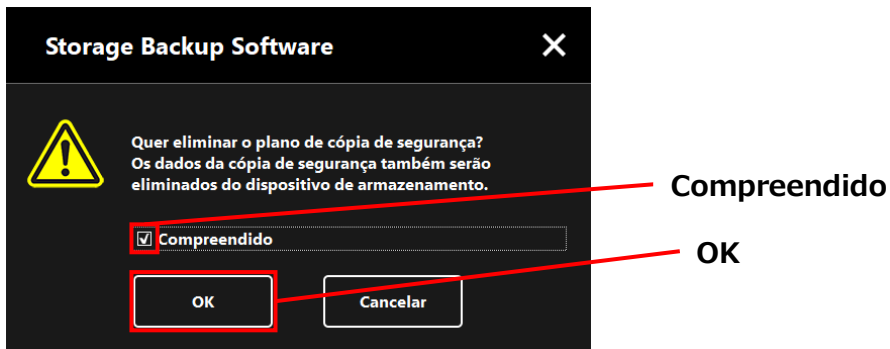 Storage Backup Software
Quer eliminar o plano de cópia de segurança?
Os dados da cópia de segurança também serão
eliminados do dispositivo de armazenamento.
Compreendido
Compreendido
OK
OK
Cancelar